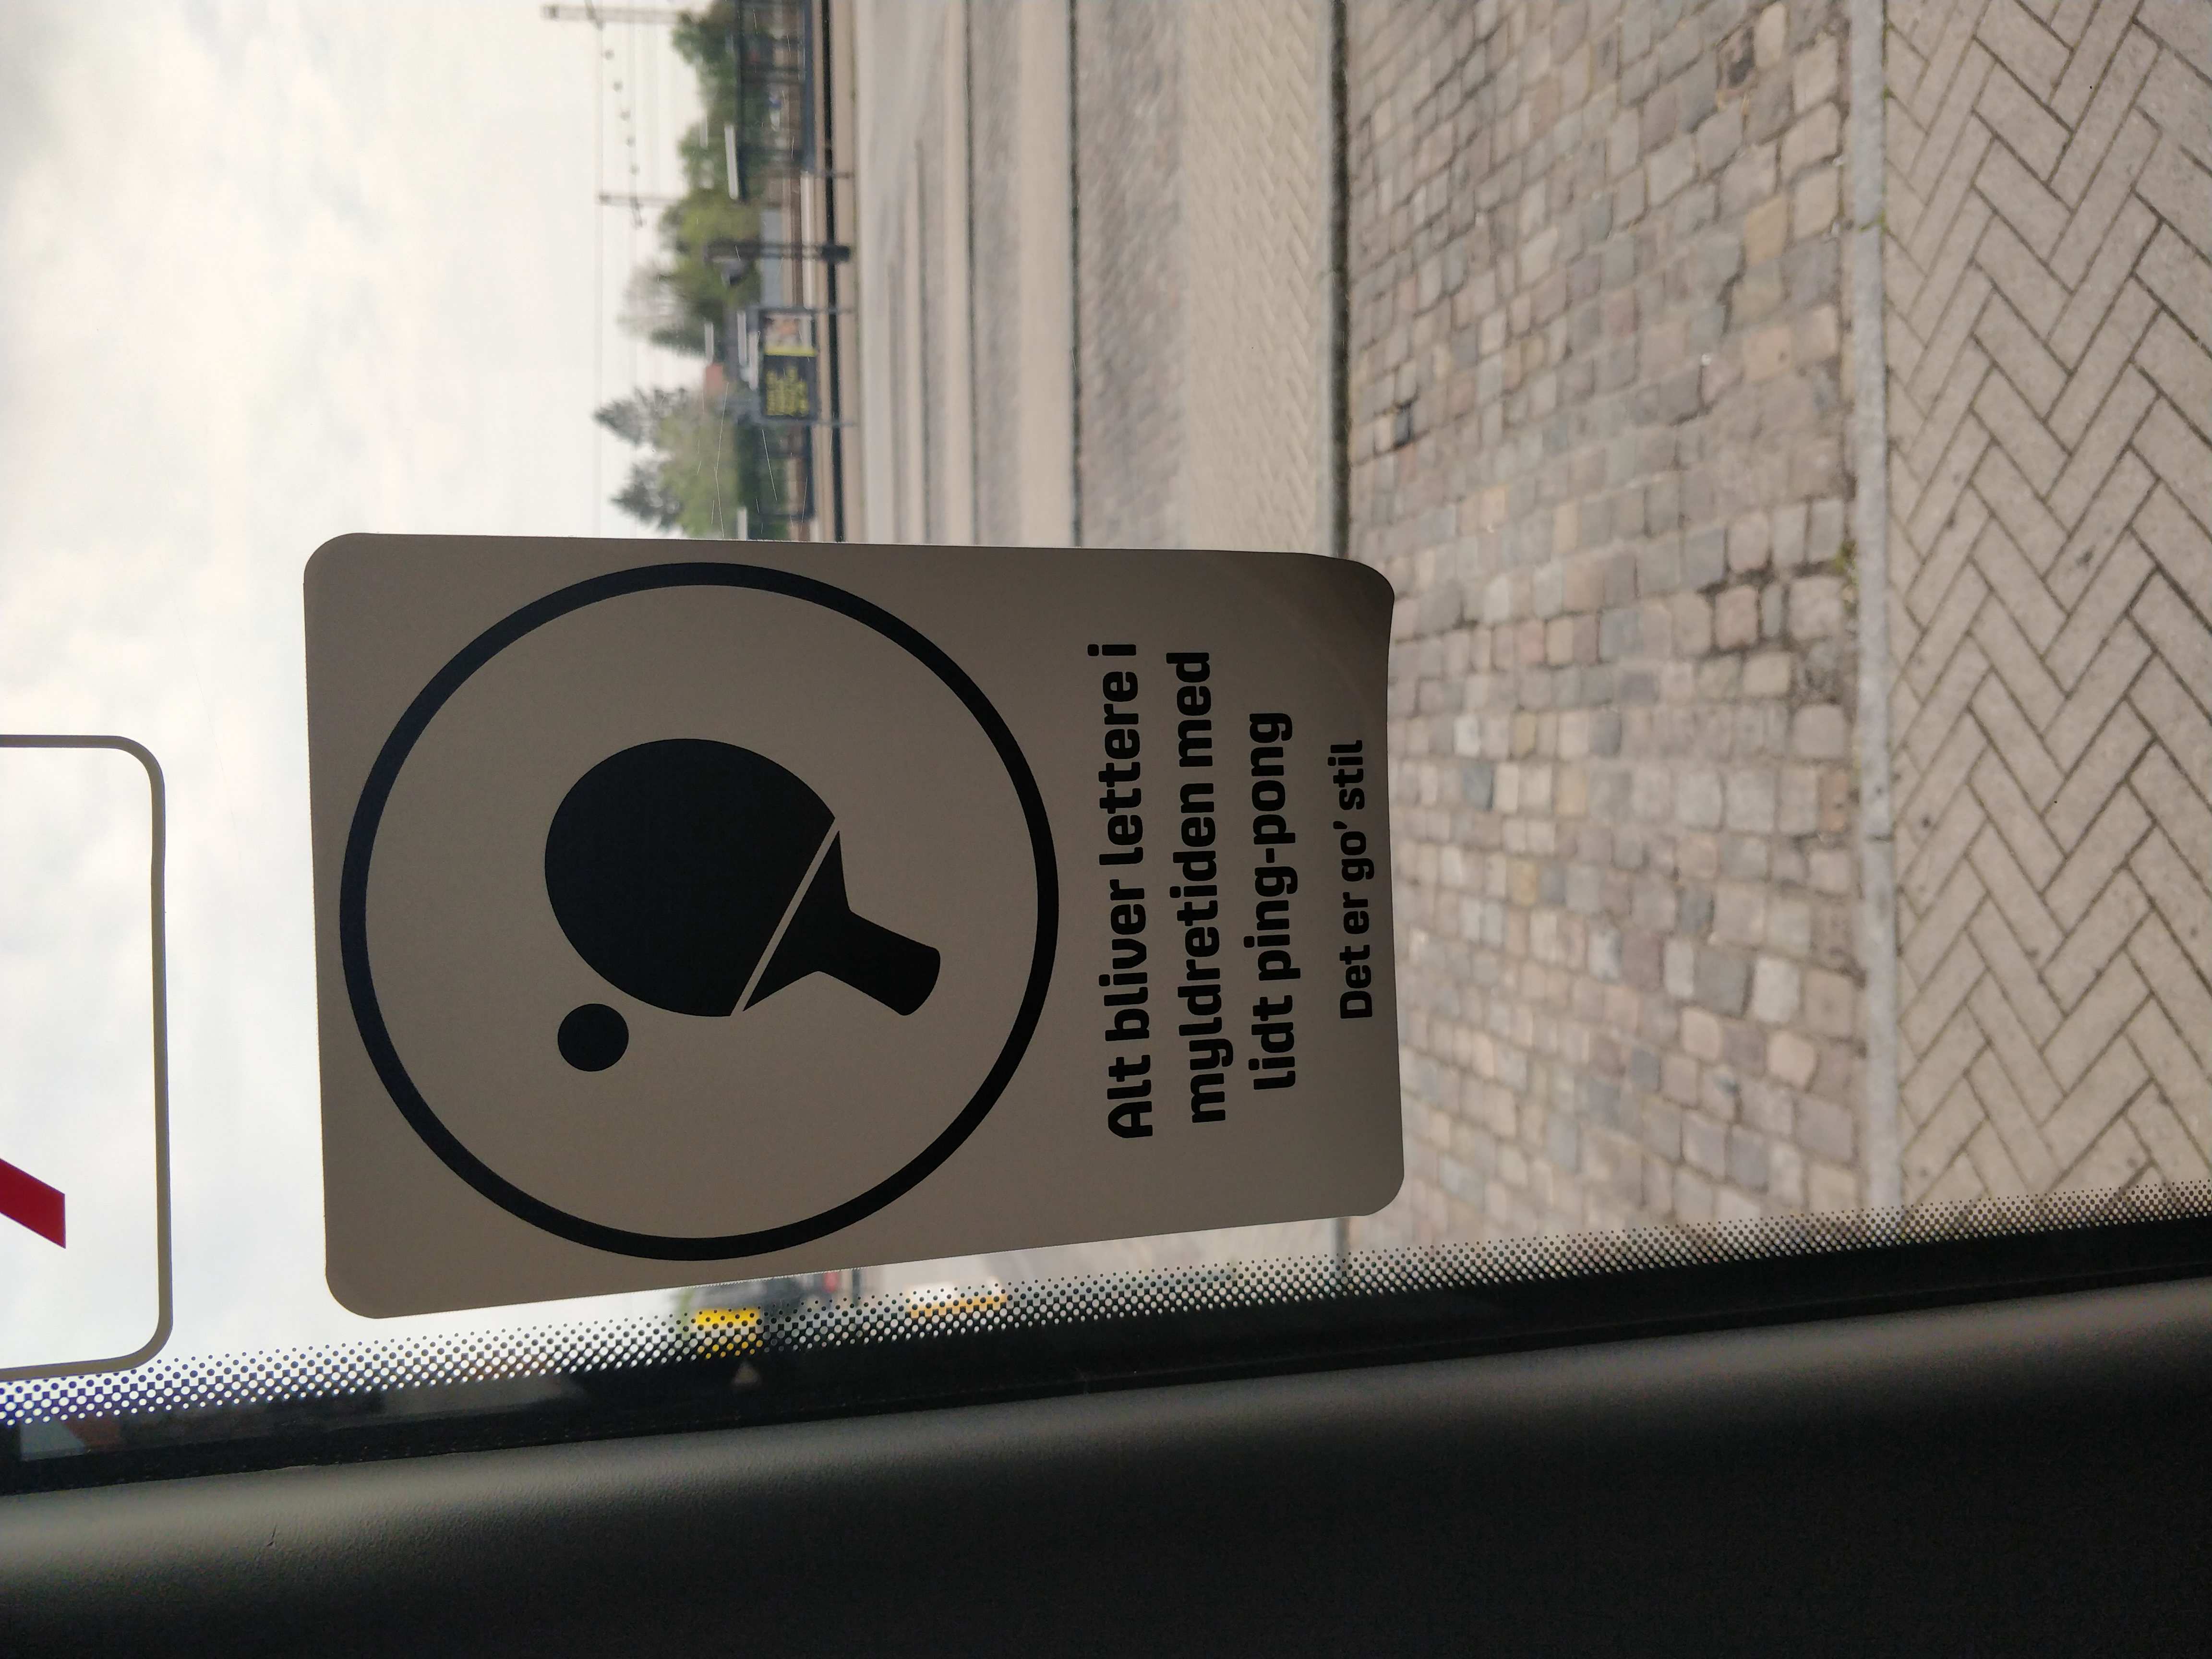 Alt bliver lettere i
myldretiden med
lidt ping-pong
Det er go' stil